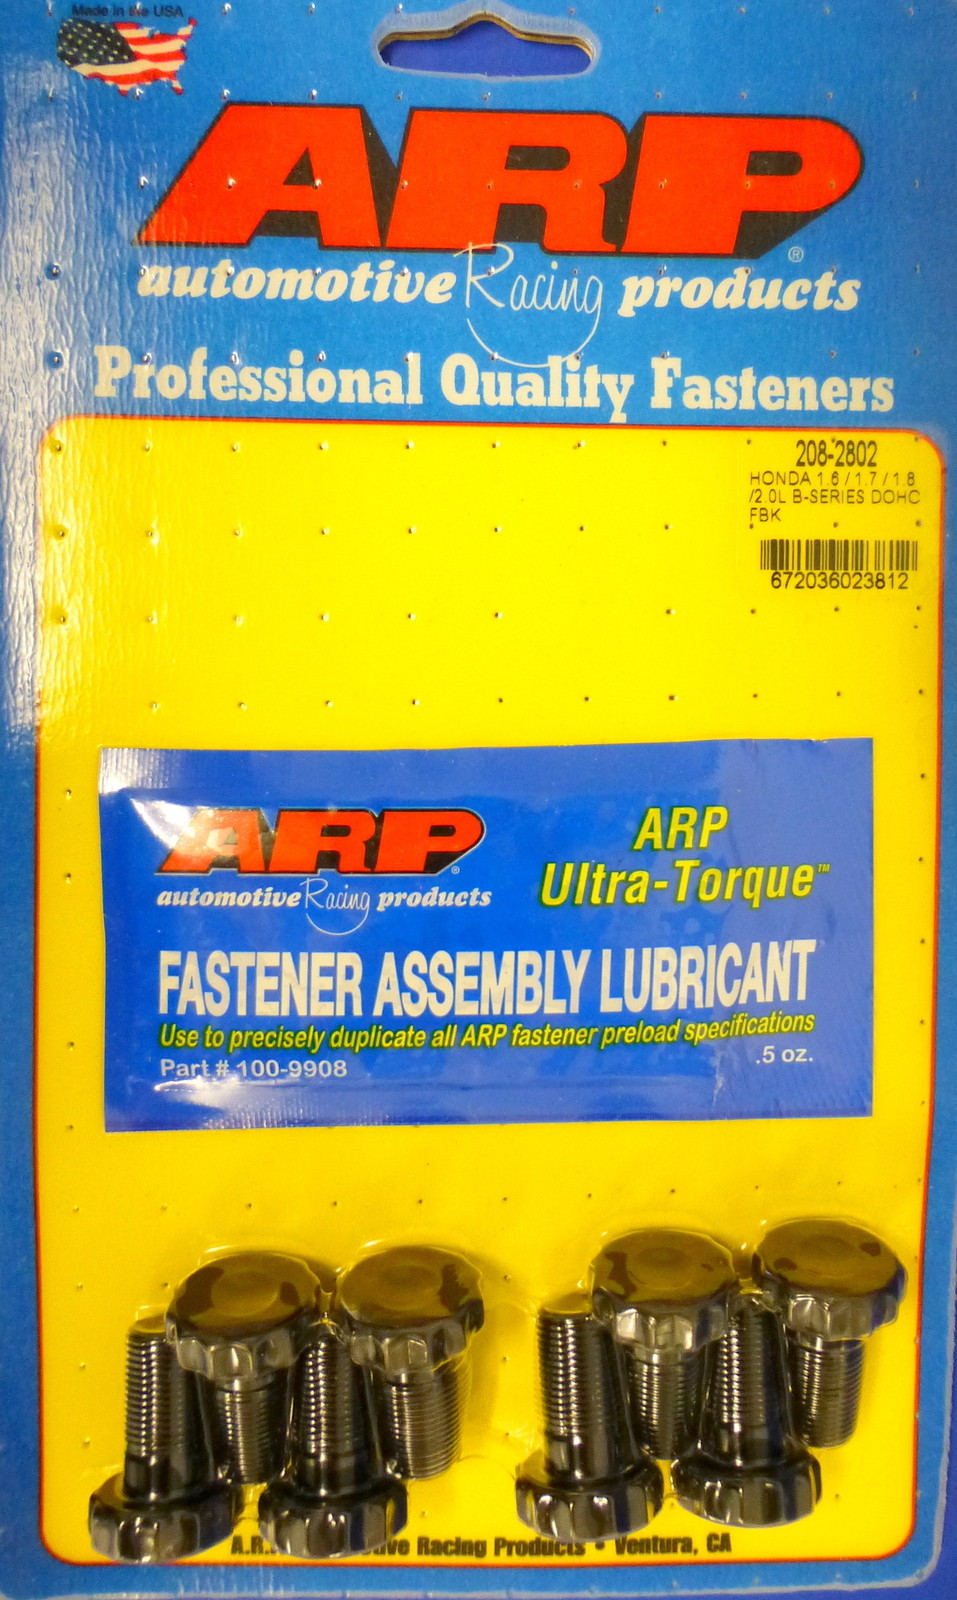 Made in the USA
ARP
®
automotive Racing products
Professional Quality Fasteners
208-2802
HONDA 1.6 / 1.7 / 1.8
/2.0L B-SERIES DOHC
FBK
672036023812
ARP
®
automotive Racing products
ARP
Ultra-Torque™
FASTENER ASSEMBLY LUBRICANT
Use to precisely duplicate all ARP fastener preload specifications
Part # 100-9908
.5 oz.
Racing Products • Ventura, CA